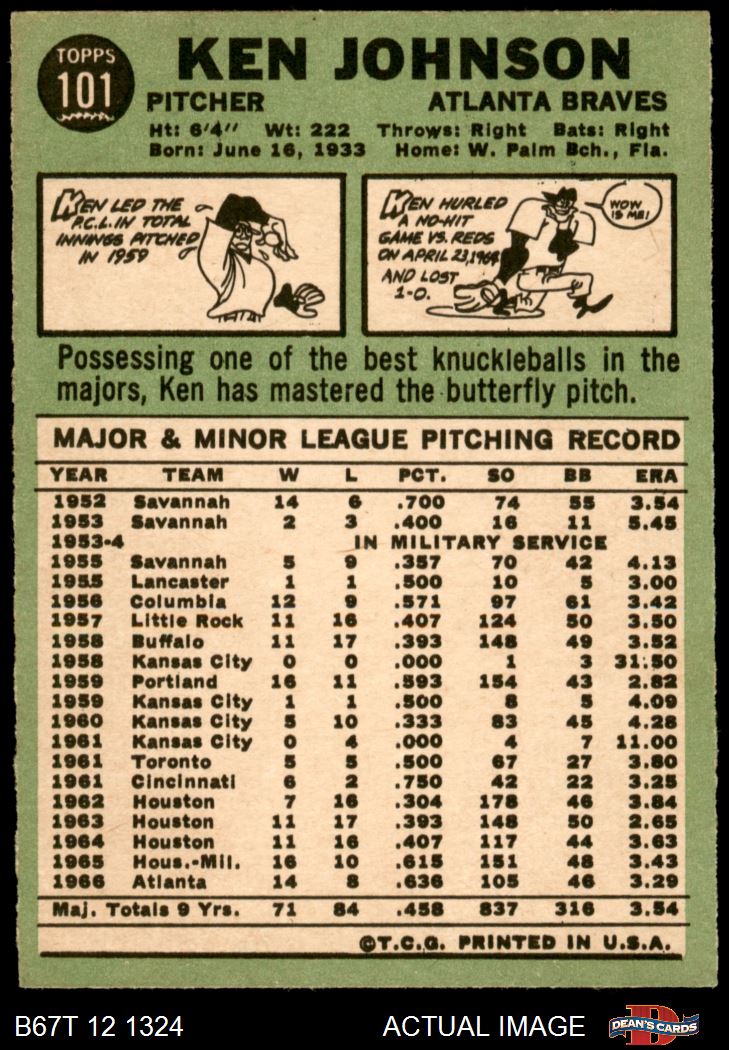 TOPPS
101
KEN JOHNSON
PITCHER ATLANTA BRAVES
Ht: 6'4" Wt: 222 Throws: Right Bats: Right
Born: June 16, 1933 Home: W. Palm Bch., Fla.
KEN LED THE
P.C.L. IN TOTAL
INNINGS PITCHED
IN 1959
KEN HURLED
A NO-HIT
GAME VS. REDS
ON APRIL 23, 1964
AND LOST
1-0.
WOW
IS ME!
Possessing one of the best knuckleballs in the
majors, Ken has mastered the butterfly pitch.
MAJOR & MINOR LEAGUE PITCHING RECORD
YEAR TEAM W L PCT. SO BB ERA
1952 Savannah 14 6 .700 74 55 3.54
1953 Savannah 2 3 .400 16 11 5.45
1953-4 IN MILITARY SERVICE
1955 Savannah 5 9 .357 70 42 4.13
1955 Lancaster 1 1 .500 10 5 3.00
1956 Columbia 12 9 .571 97 61 3.42
1957 Little Rock 11 16 .407 124 50 3.50
1958 Buffalo 11 17 .393 148 49 3.52
1958 Kansas City 0 0 .000 1 3 31.50
1959 Portland 16 11 .593 154 43 2.82
1959 Kansas City 1 1 .500 8 5 4.09
1960 Kansas City 5 10 .333 83 45 4.28
1961 Kansas City 0 4 .000 4 7 11.00
1961 Toronto 5 5 .500 67 27 3.80
1961 Cincinnati 6 2 .750 42 22 3.25
1962 Houston 7 16 .304 178 46 3.84
1963 Houston 11 17 .393 148 50 2.65
1964 Houston 11 16 .407 117 44 3.63
1965 Hous.-Mil. 16 10 .615 151 48 3.43
1966 Atlanta 14 8 .636 105 46 3.29
Maj. Totals 9 Yrs. 71 84 .458 837 316 3.54
©T.C.G. PRINTED IN U.S.A.
B67T 12 1324 ACTUAL IMAGE
D
DEAN'S CARDS